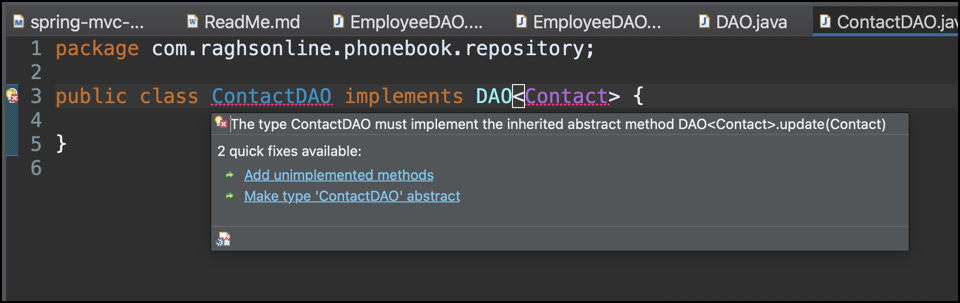 spring-mvc-...
ReadMe.md
EmployeeDAO....
EmployeeDAO...
DAO.java
ContactDAO.jav
1 package com.raghsonline.phonebook.repository;
2
3 public class ContactDAO implements DAO<Contact> {
4
5 }
6
The type ContactDAO must implement the inherited abstract method DAO<Contact>.update(Contact)
2 quick fixes available:
Add unimplemented methods
Make type 'ContactDAO' abstract